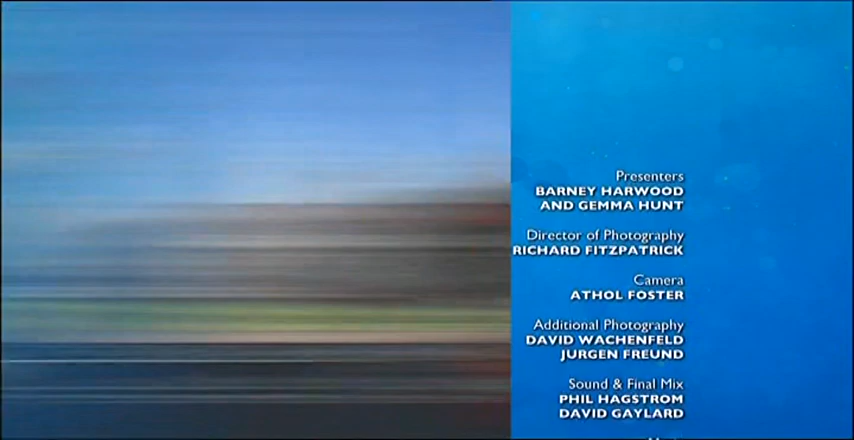 Presenters
BARNEY HARWOOD
AND GEMMA HUNT
Director of Photography
RICHARD FITZPATRICK
Camera
ATHOL FOSTER
Additional Photography
DAVID WACHENFELD
JURGEN FREUND
Sound & Final Mix
PHIL HAGSTROM
DAVID GAYLARD